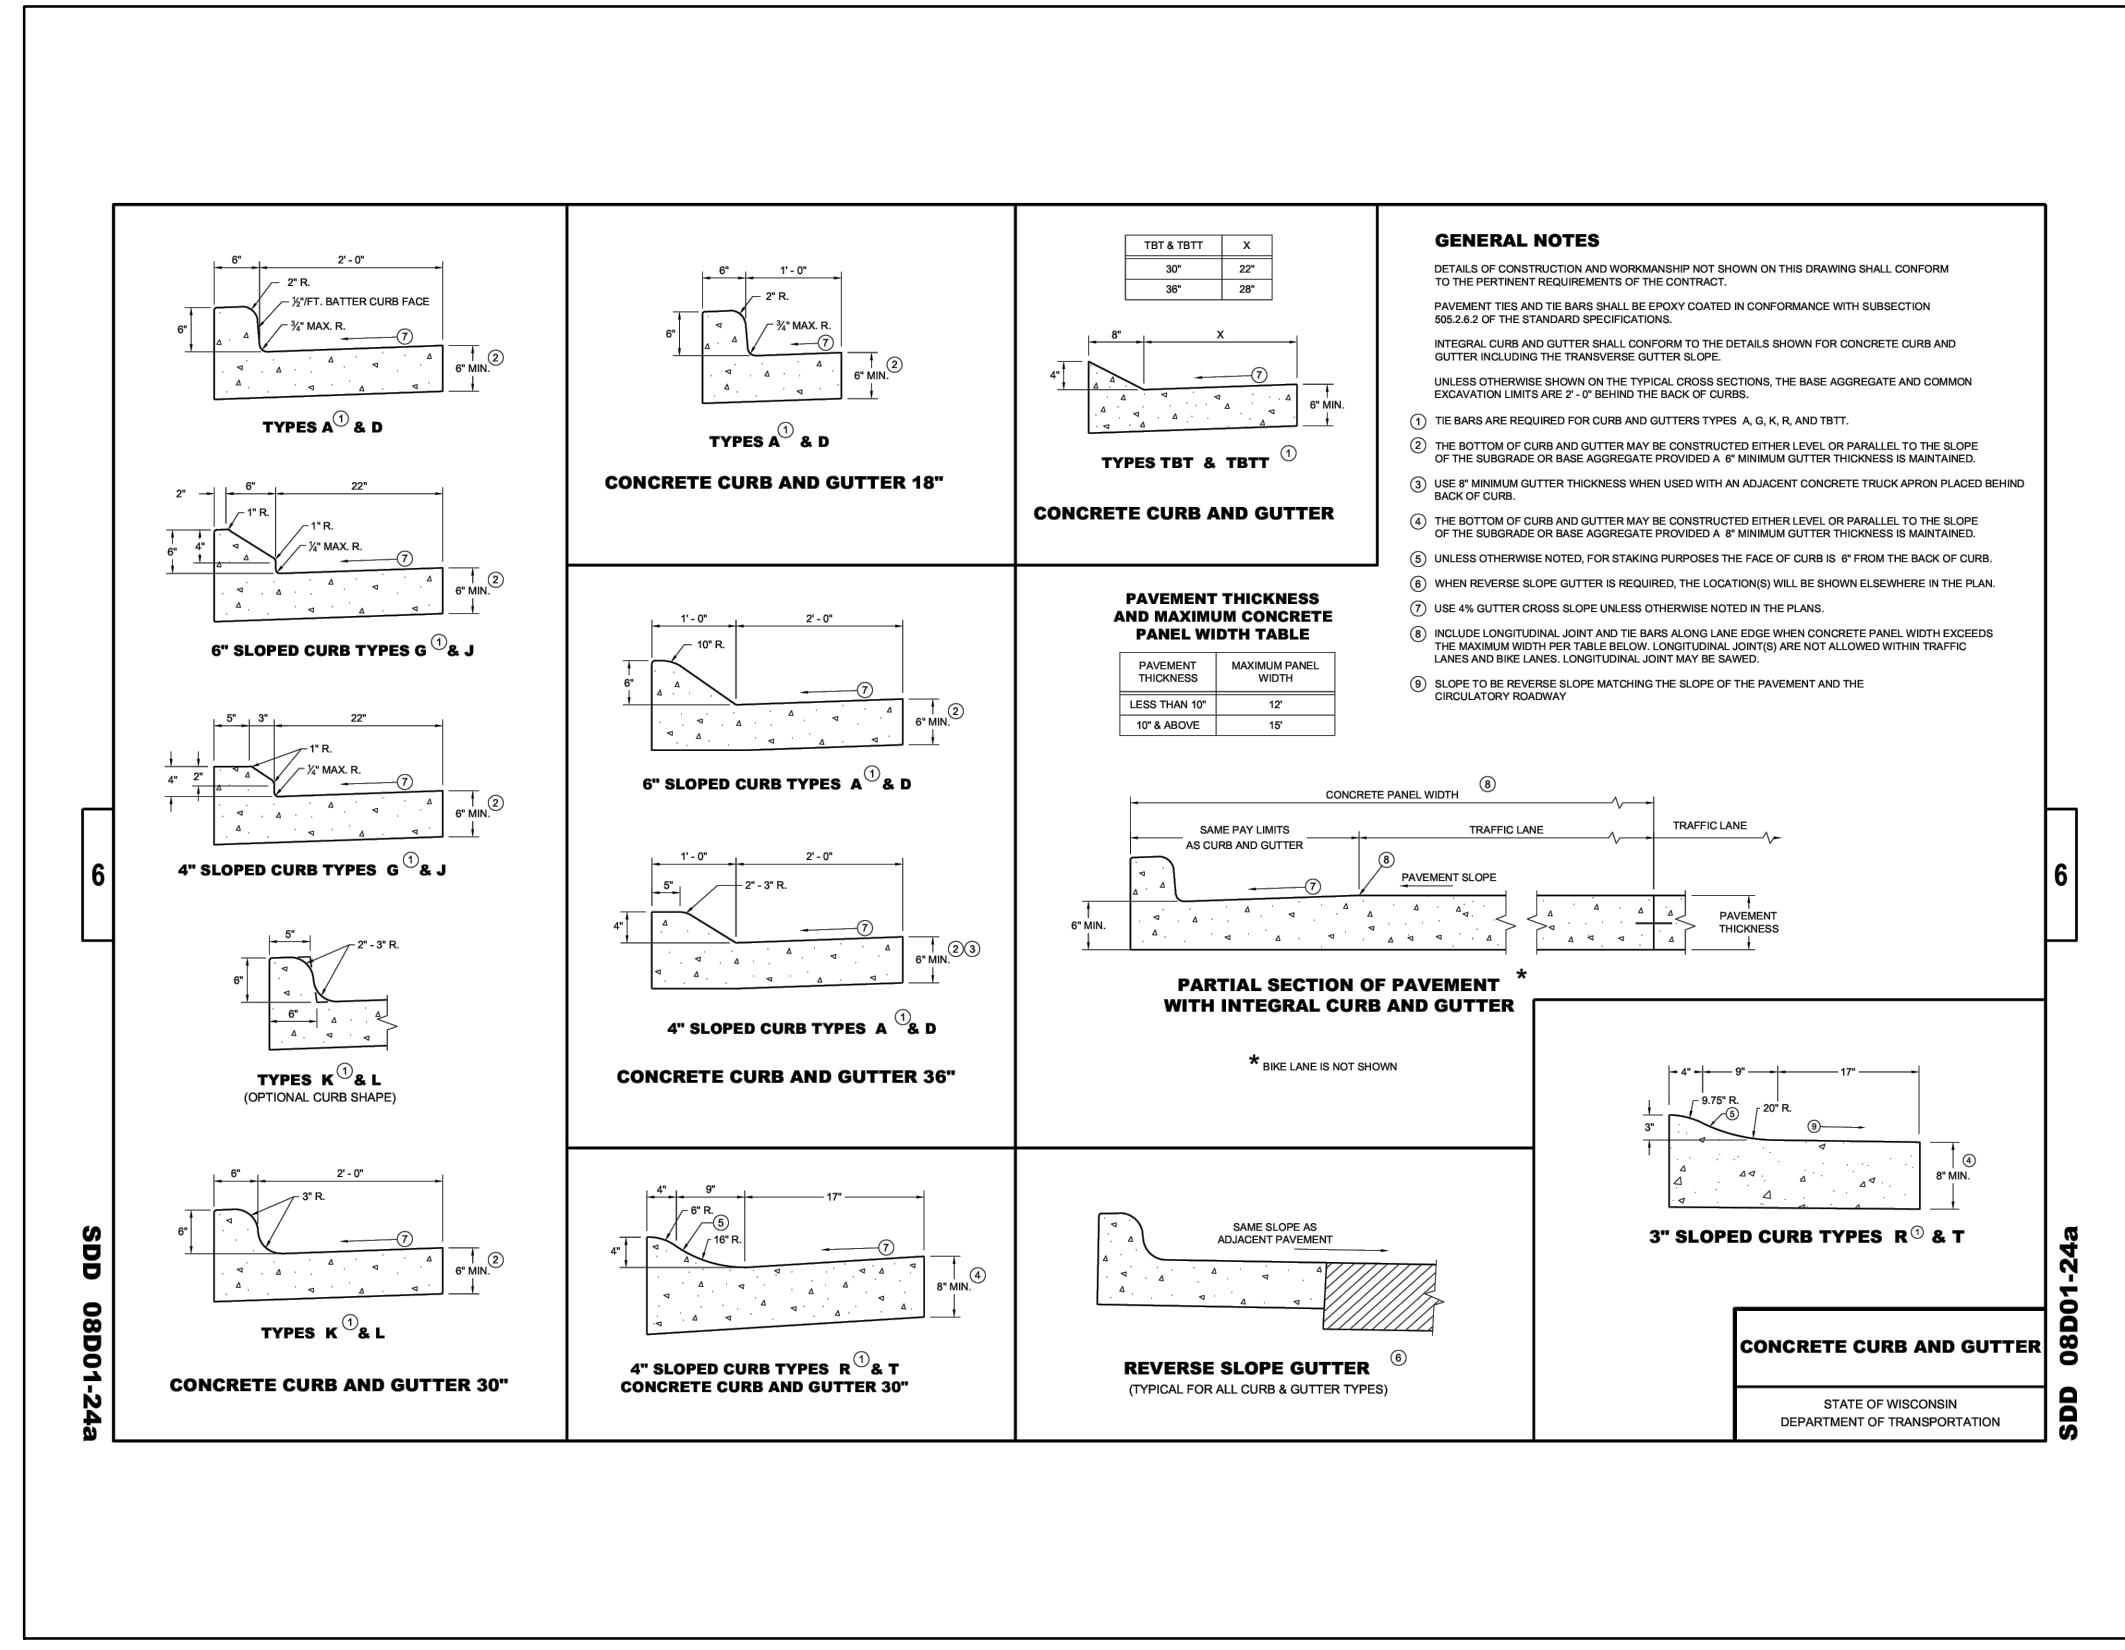 6"
2' - 0"
2" R.
½"/FT. BATTER CURB FACE
¾" MAX. R.
6"
7
6" MIN.
2
TYPES A 1 & D
2"
6"
22"
1" R.
1" R.
¼" MAX. R.
6"
4"
7
6" MIN.
2
6" SLOPED CURB TYPES G 1 & J
5"
3"
22"
1" R.
¼" MAX. R.
4"
2"
7
6" MIN.
2
4" SLOPED CURB TYPES G 1 & J
5"
2" - 3" R.
6"
6"
TYPES K 1 & L
(OPTIONAL CURB SHAPE)
6"
2' - 0"
3" R.
6"
7
6" MIN.
2
TYPES K 1 & L
CONCRETE CURB AND GUTTER 30"
6"
1' - 0"
2" R.
¾" MAX. R.
6"
7
6" MIN.
2
TYPES A 1 & D
CONCRETE CURB AND GUTTER 18"
1' - 0"
2' - 0"
10" R.
6"
7
6" MIN.
2
6" SLOPED CURB TYPES A 1 & D
1' - 0"
2' - 0"
5"
2" - 3" R.
4"
7
6" MIN.
2 3
4" SLOPED CURB TYPES A 1 & D
CONCRETE CURB AND GUTTER 36"
4"
9"
17"
6" R.
5
16" R.
4"
7
8" MIN.
4
4" SLOPED CURB TYPES R 1 & T
CONCRETE CURB AND GUTTER 30"
TBT & TBTT X
30" 22"
36" 28"
8"
X
4"
7
6" MIN.
TYPES TBT & TBTT 1
CONCRETE CURB AND GUTTER
PAVEMENT THICKNESS
AND MAXIMUM CONCRETE
PANEL WIDTH TABLE
PAVEMENT MAXIMUM PANEL
THICKNESS WIDTH
LESS THAN 10" 12'
10" & ABOVE 15'
CONCRETE PANEL WIDTH 8
SAME PAY LIMITS
AS CURB AND GUTTER
TRAFFIC LANE
TRAFFIC LANE
8
7
PAVEMENT SLOPE
6" MIN.
PAVEMENT
THICKNESS
PARTIAL SECTION OF PAVEMENT *
WITH INTEGRAL CURB AND GUTTER
* BIKE LANE IS NOT SHOWN
SAME SLOPE AS
ADJACENT PAVEMENT
REVERSE SLOPE GUTTER 6
(TYPICAL FOR ALL CURB & GUTTER TYPES)
GENERAL NOTES
DETAILS OF CONSTRUCTION AND WORKMANSHIP NOT SHOWN ON THIS DRAWING SHALL CONFORM
TO THE PERTINENT REQUIREMENTS OF THE CONTRACT.
PAVEMENT TIES AND TIE BARS SHALL BE EPOXY COATED IN CONFORMANCE WITH SUBSECTION
505.2.6.2 OF THE STANDARD SPECIFICATIONS.
INTEGRAL CURB AND GUTTER SHALL CONFORM TO THE DETAILS SHOWN FOR CONCRETE CURB AND
GUTTER INCLUDING THE TRANSVERSE GUTTER SLOPE.
UNLESS OTHERWISE SHOWN ON THE TYPICAL CROSS SECTIONS, THE BASE AGGREGATE AND COMMON
EXCAVATION LIMITS ARE 2' - 0" BEHIND THE BACK OF CURBS.
1 TIE BARS ARE REQUIRED FOR CURB AND GUTTERS TYPES A, G, K, R, AND TBTT.
2 THE BOTTOM OF CURB AND GUTTER MAY BE CONSTRUCTED EITHER LEVEL OR PARALLEL TO THE SLOPE
OF THE SUBGRADE OR BASE AGGREGATE PROVIDED A 6" MINIMUM GUTTER THICKNESS IS MAINTAINED.
3 USE 8" MINIMUM GUTTER THICKNESS WHEN USED WITH AN ADJACENT CONCRETE TRUCK APRON PLACED BEHIND
BACK OF CURB.
4 THE BOTTOM OF CURB AND GUTTER MAY BE CONSTRUCTED EITHER LEVEL OR PARALLEL TO THE SLOPE
OF THE SUBGRADE OR BASE AGGREGATE PROVIDED A 8" MINIMUM GUTTER THICKNESS IS MAINTAINED.
5 UNLESS OTHERWISE NOTED, FOR STAKING PURPOSES THE FACE OF CURB IS 6" FROM THE BACK OF CURB.
6 WHEN REVERSE SLOPE GUTTER IS REQUIRED, THE LOCATION(S) WILL BE SHOWN ELSEWHERE IN THE PLAN.
7 USE 4% GUTTER CROSS SLOPE UNLESS OTHERWISE NOTED IN THE PLANS.
8 INCLUDE LONGITUDINAL JOINT AND TIE BARS ALONG LANE EDGE WHEN CONCRETE PANEL WIDTH EXCEEDS
THE MAXIMUM WIDTH PER TABLE BELOW. LONGITUDINAL JOINT(S) ARE NOT ALLOWED WITHIN TRAFFIC
LANES AND BIKE LANES. LONGITUDINAL JOINT MAY BE SAWED.
9 SLOPE TO BE REVERSE SLOPE MATCHING THE SLOPE OF THE PAVEMENT AND THE
CIRCULATORY ROADWAY
4"
9"
17"
9.75" R.
5
20" R.
3"
9
8" MIN.
4
3" SLOPED CURB TYPES R 1 & T
CONCRETE CURB AND GUTTER
STATE OF WISCONSIN
DEPARTMENT OF TRANSPORTATION
6
SDD 08D01-24a
6
SDD 08D01-24a